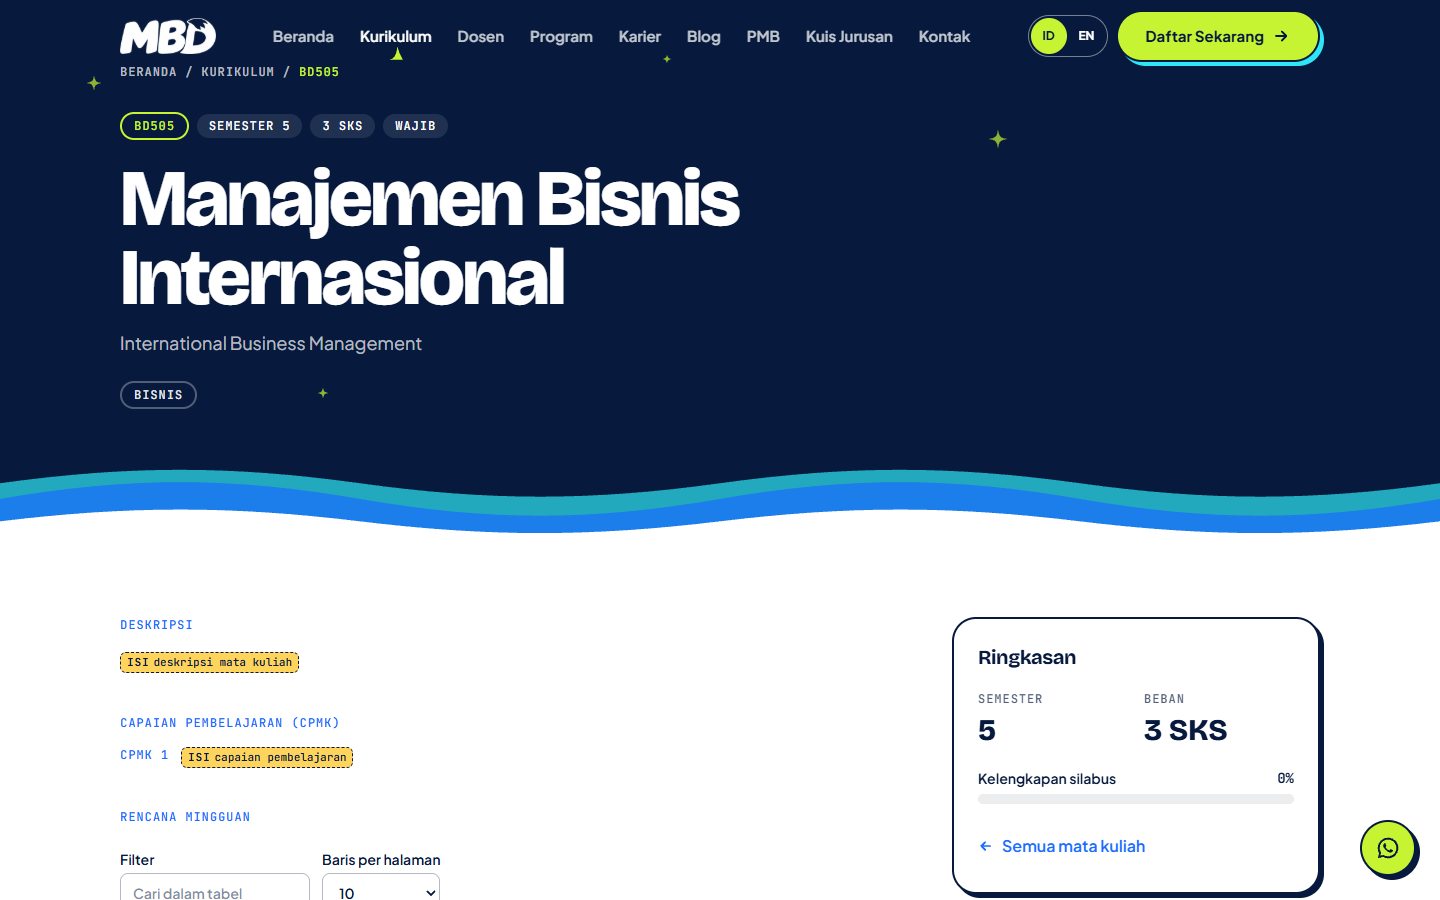 MBD
Beranda Kurikulum Dosen Program Karier Blog PMB Kuis Jurusan Kontak
ID EN
Daftar Sekarang →
BERANDA / KURIKULUM / BD505
BD505 SEMESTER 5 3 SKS WAJIB
Manajemen Bisnis
Internasional
International Business Management
BISNIS
DESKRIPSI
ISI deskripsi mata kuliah
CAPAIAN PEMBELAJARAN (CPMK)
CPMK 1 ISI capaian pembelajaran
RENCANA MINGGUAN
Filter Baris per halaman
Cari dalam tabel 10
Ringkasan
SEMESTER BEBAN
5 3 SKS
Kelengkapan silabus 0%
← Semua mata kuliah